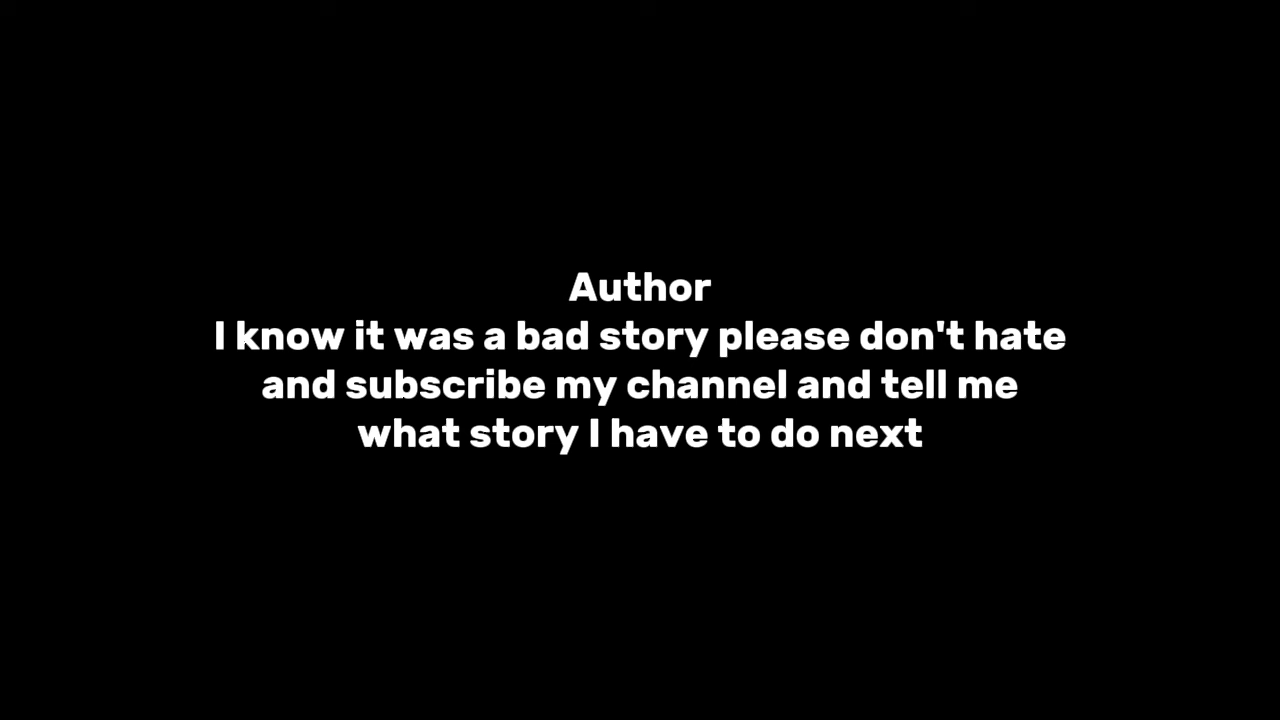 Author
I know it was a bad story please don't hate
and subscribe my channel and tell me
what story I have to do next